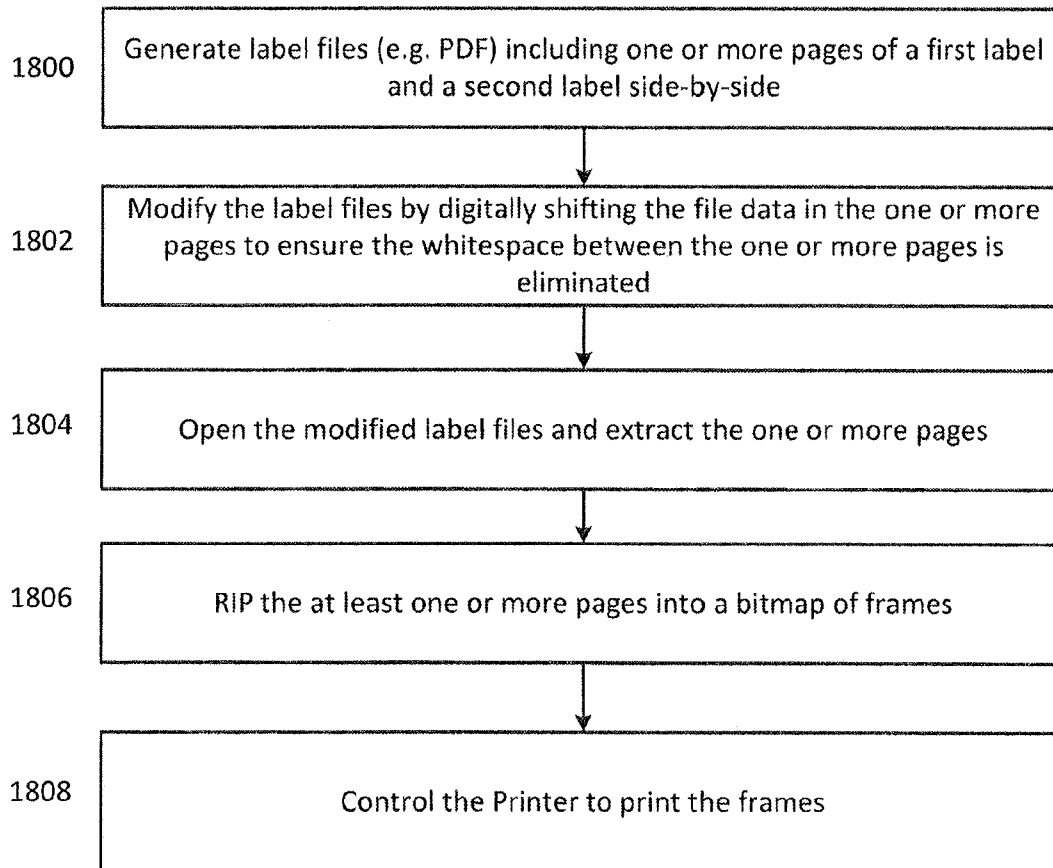 1800
Generate label files (e.g. PDF) including one or more pages of a first label
and a second label side-by-side
1802
Modify the label files by digitally shifting the file data in the one or more
pages to ensure the whitespace between the one or more pages is
eliminated
1804
Open the modified label files and extract the one or more pages
1806
RIP the at least one or more pages into a bitmap of frames
1808
Control the Printer to print the frames